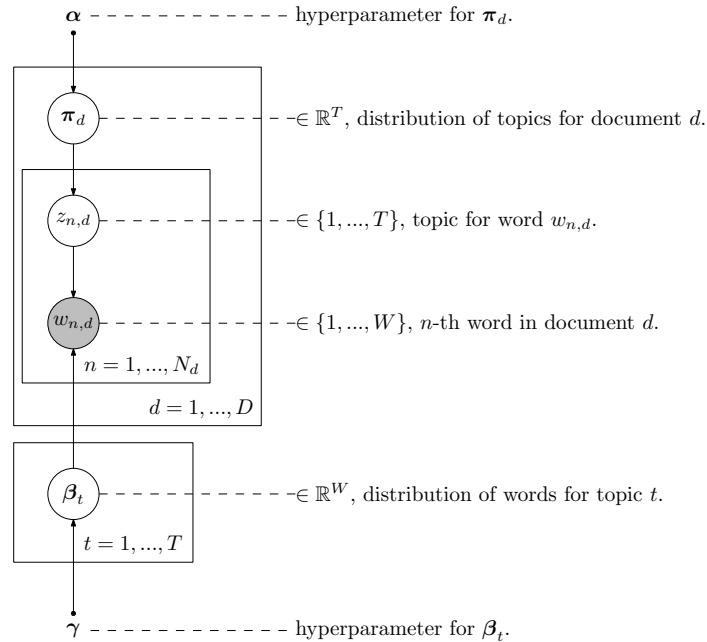 α hyperparameter for π_d.
π_d ∈ ℝ^T, distribution of topics for document d.
z_{n,d} ∈ {1, ..., T}, topic for word w_{n,d}.
w_{n,d} ∈ {1, ..., W}, n-th word in document d.
n = 1, ..., N_d
d = 1, ..., D
β_t ∈ ℝ^W, distribution of words for topic t.
t = 1, ..., T
γ hyperparameter for β_t.